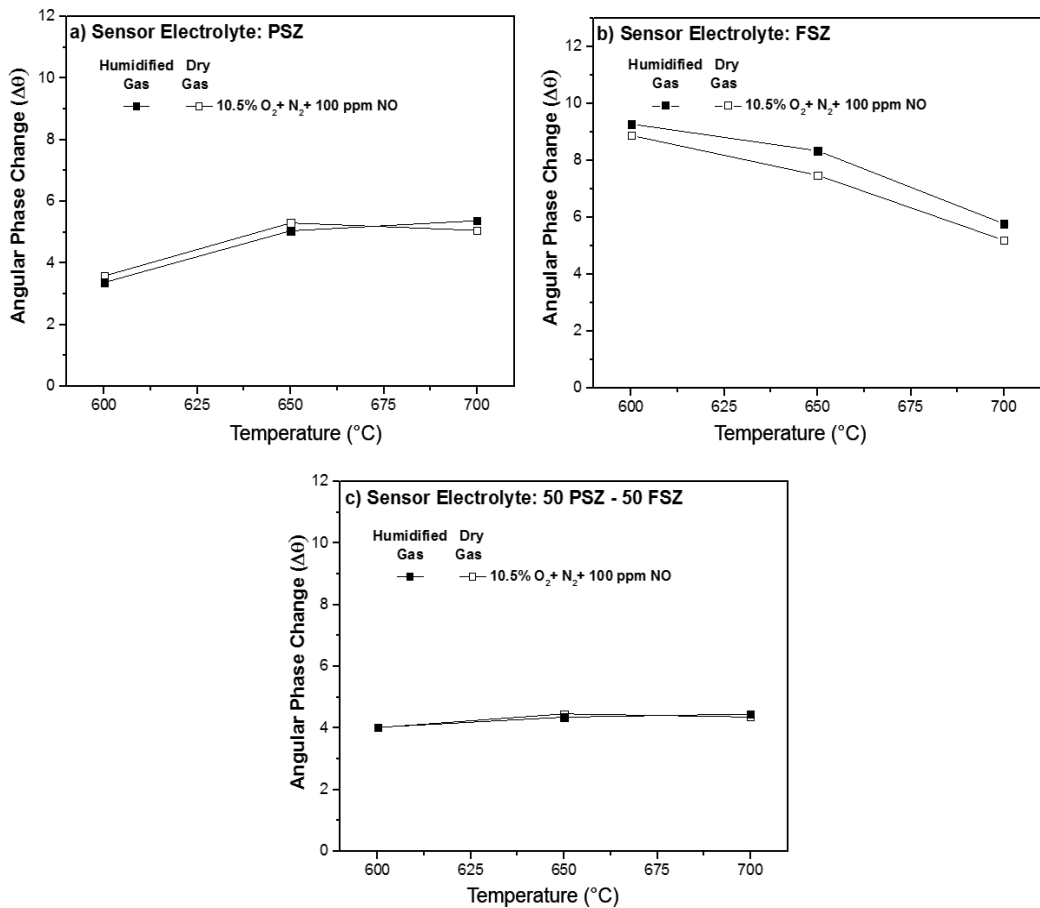 a) Sensor Electrolyte: PSZ
Humidified Dry
Gas Gas
10.5% O₂+ N₂+ 100 ppm NO
Angular Phase Change (Δθ)
12
10
8
6
4
2
0
600 625 650 675 700
Temperature (°C)
b) Sensor Electrolyte: FSZ
Humidified Dry
Gas Gas
10.5% O₂+ N₂+ 100 ppm NO
Angular Phase Change (Δθ)
12
10
8
6
4
2
0
600 625 650 675 700
Temperature (°C)
c) Sensor Electrolyte: 50 PSZ - 50 FSZ
Humidified Dry
Gas Gas
10.5% O₂+ N₂+ 100 ppm NO
Angular Phase Change (Δθ)
12
10
8
6
4
2
0
600 625 650 675 700
Temperature (°C)